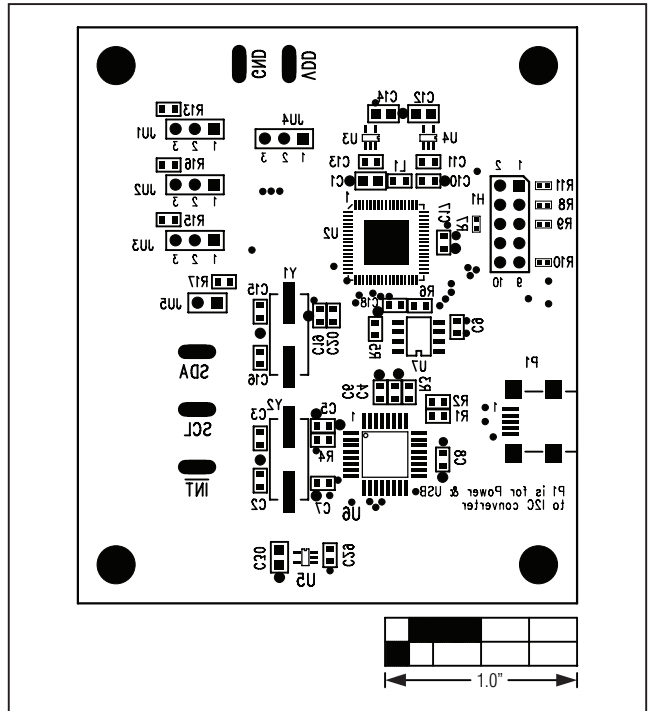 GND
VDD
C14
C12
R13
JU4
JU1
U3
U4
3 2 1
3 2 1
R16
C13
L1
C11
2 1
JU2
C1
C10
R11
3 2 1
1
H1
R8
R15
U2
C17
R7
R9
JU3
3 2 1
R10
R17
Y1
10 9
C15
R6
JU5
C18
C19
C20
R5
C9
U7
P1
C16
SDA
C6
C4
R3
Y2
R2
C3
C5
1
R1
1
SCL
R4
C8
INT
C2
C7
U6
P1 is for Power & USB
to I2C converter
C30
C29
U5
1.0"